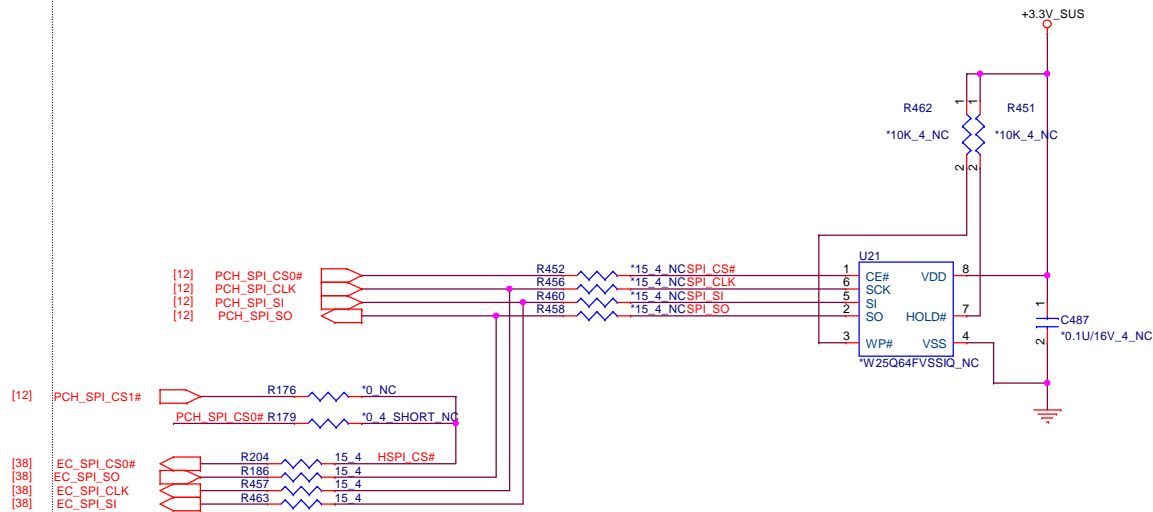 +3.3V_SUS
R462 1 1 R451
*10K_4_NC *10K_4_NC
2 2
U21
[12] PCH_SPI_CS0# R452 *15_4_NC SPI_CS# 1 CE# VDD 8
[12] PCH_SPI_CLK R456 *15_4_NC SPI_CLK 6 SCK
[12] PCH_SPI_SI R460 *15_4_NC SPI_SI 5 SI
[12] PCH_SPI_SO R458 *15_4_NC SPI_SO 2 SO HOLD# 7
3 WP# VSS 4
*W25Q64FVSSIQ_NC
1
C487
2 *0.1U/16V_4_NC
[12] PCH_SPI_CS1# R176 *0_NC
PCH_SPI_CS0# R179 *0_4_SHORT_NC
[38] EC_SPI_CS0# R204 15_4 HSPI_CS#
[38] EC_SPI_SO R186 15_4
[38] EC_SPI_CLK R457 15_4
[38] EC_SPI_SI R463 15_4